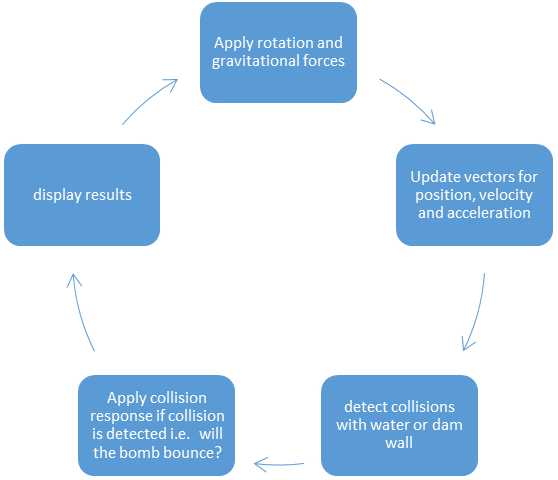 Apply rotation and
gravitational forces
Update vectors for
position, velocity
and acceleration
detect collisions
with water or dam
wall
Apply collision
response if collision
is detected i.e.   will
the bomb bounce?
display results